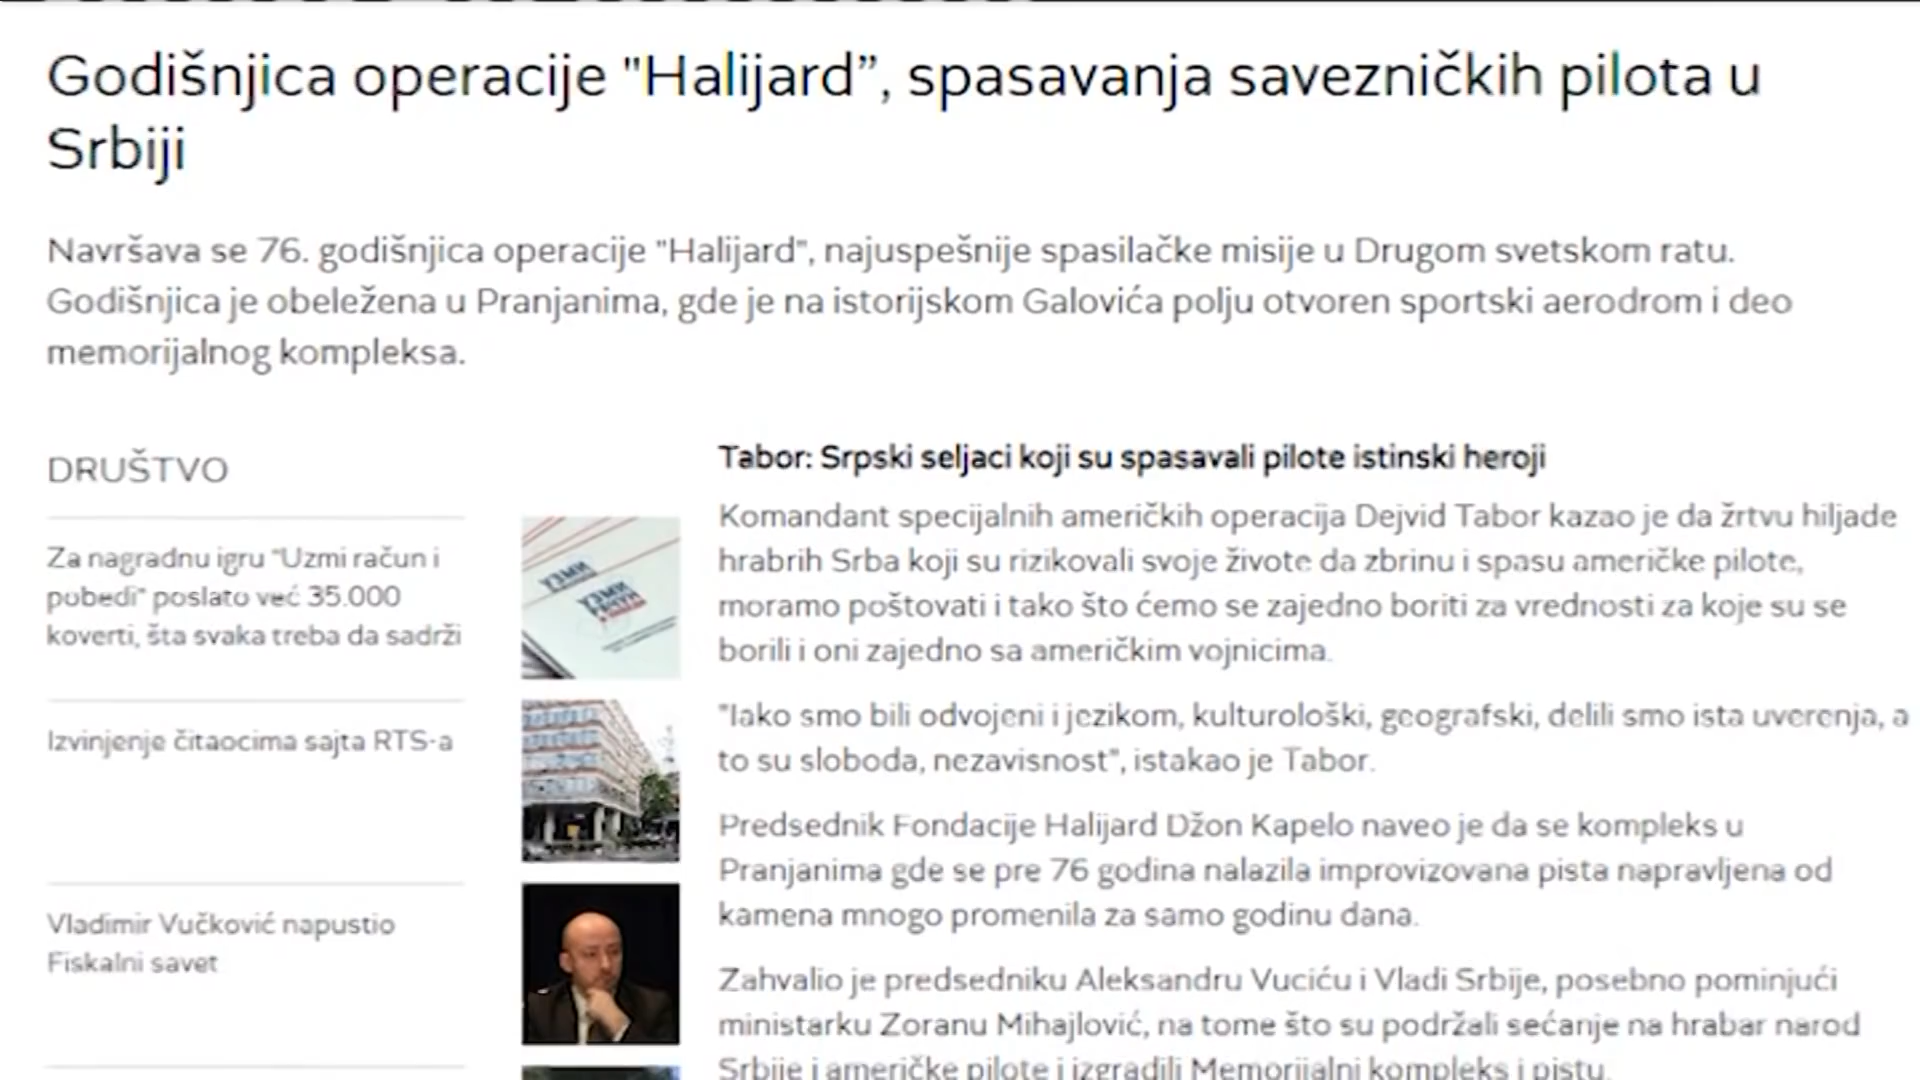 Godišnjica operacije "Halijard”, spasavanja savezničkih pilota u
Srbiji
Navršava se 76. godišnjica operacije "Halijard", najuspešnije spasilačke misije u Drugom svetskom ratu.
Godišnjica je obeležena u Pranjanima, gde je na istorijskom Galovića polju otvoren sportski aerodrom i deo
memorijalnog kompleksa.
DRUŠTVO
Za nagradnu igru "Uzmi račun i
pobedi" poslato već 35.000
koverti, šta svaka treba da sadrži
Izvinjenje čitaocima sajta RTS-a
Vladimir Vučković napustio
Fiskalni savet
Tabor: Srpski seljaci koji su spasavali pilote istinski heroji
Komandant specijalnih američkih operacija Dejvid Tabor kazao je da žrtvu hiljade
hrabrih Srba koji su rizikovali svoje živote da zbrinu i spasu američke pilote,
moramo poštovati i tako što ćemo se zajedno boriti za vrednosti za koje su se
borili i oni zajedno sa američkim vojnicima.
"Iako smo bili odvojeni i jezikom, kulturološki, geografski, delili smo ista uverenja, a
to su sloboda, nezavisnost", istakao je Tabor.
Predsednik Fondacije Halijard Džon Kapelo naveo je da se kompleks u
Pranjanima gde se pre 76 godina nalazila improvizovana pista napravljena od
kamena mnogo promenila za samo godinu dana.
Zahvalio je predsedniku Aleksandru Vuciću i Vladi Srbije, posebno pominjući
ministarku Zoranu Mihajlović, na tome što su podržali sećanje na hrabar narod
Srbije i američke pilote i izgradili Memorijalni kompleks i pistu.